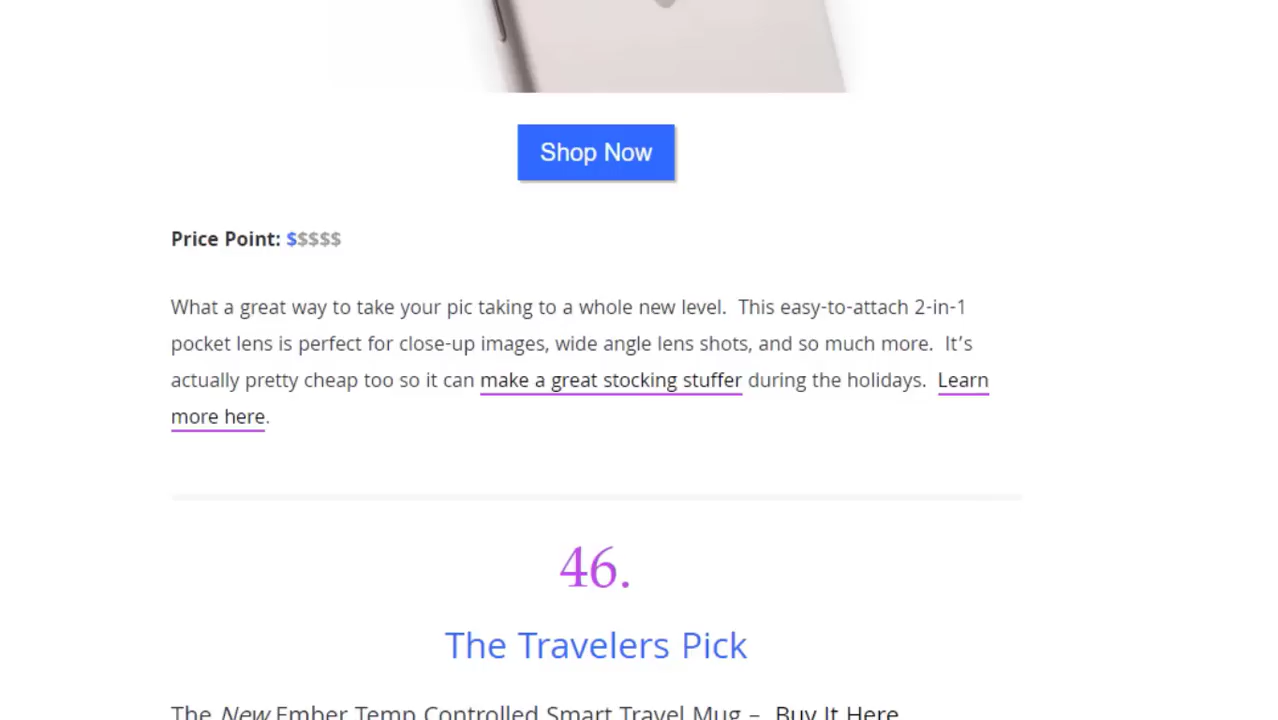 Shop Now
Price Point: $$$$$
What a great way to take your pic taking to a whole new level.  This easy-to-attach 2-in-1
pocket lens is perfect for close-up images, wide angle lens shots, and so much more.  It’s
actually pretty cheap too so it can make a great stocking stuffer during the holidays.  Learn
more here.
46.
The Travelers Pick
The New Ember Temp Controlled Smart Travel Mug –  Buy It Here